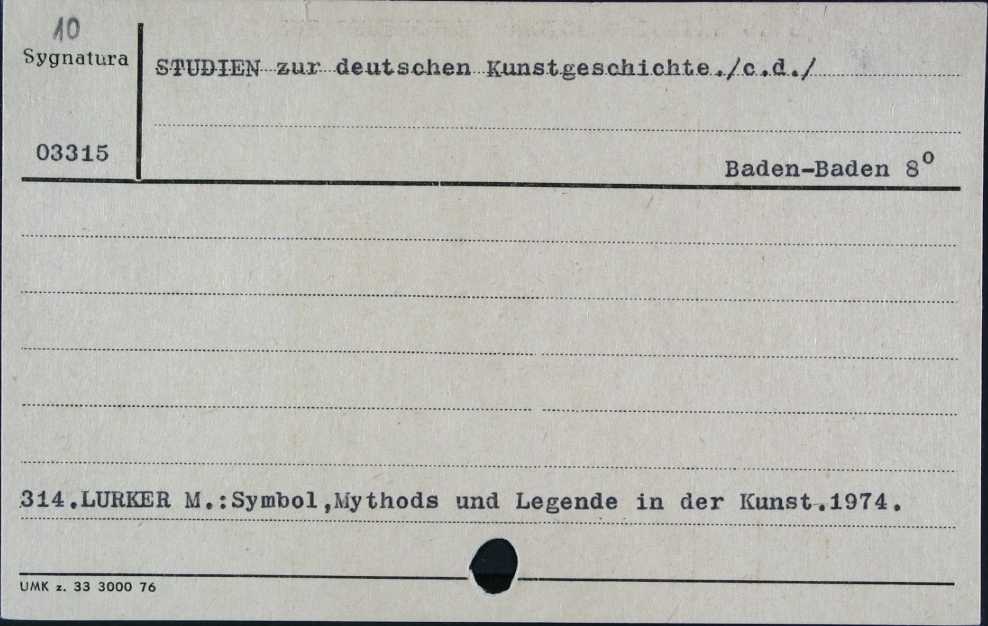 10
Sygnatura
STUDIEN zur deutschen Kunstgeschichte./c.d./
03315
Baden-Baden 8º
314.LURKER M.:Symbol,Mythods und Legende in der Kunst.1974.
UMK z. 33 3000 76